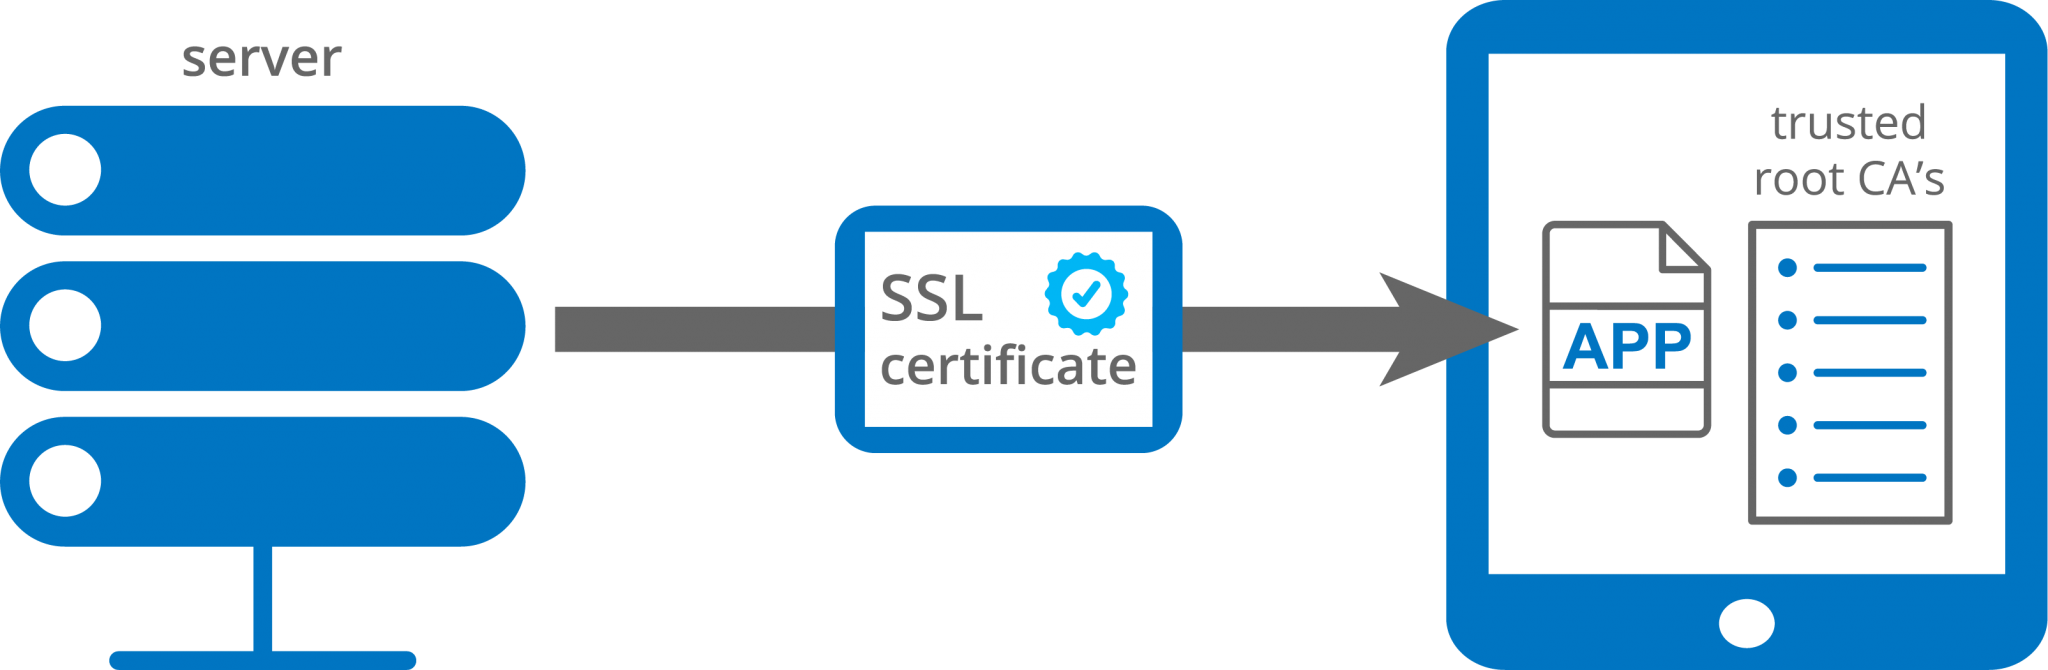 server
SSL
certificate
trusted
root CA’s
APP